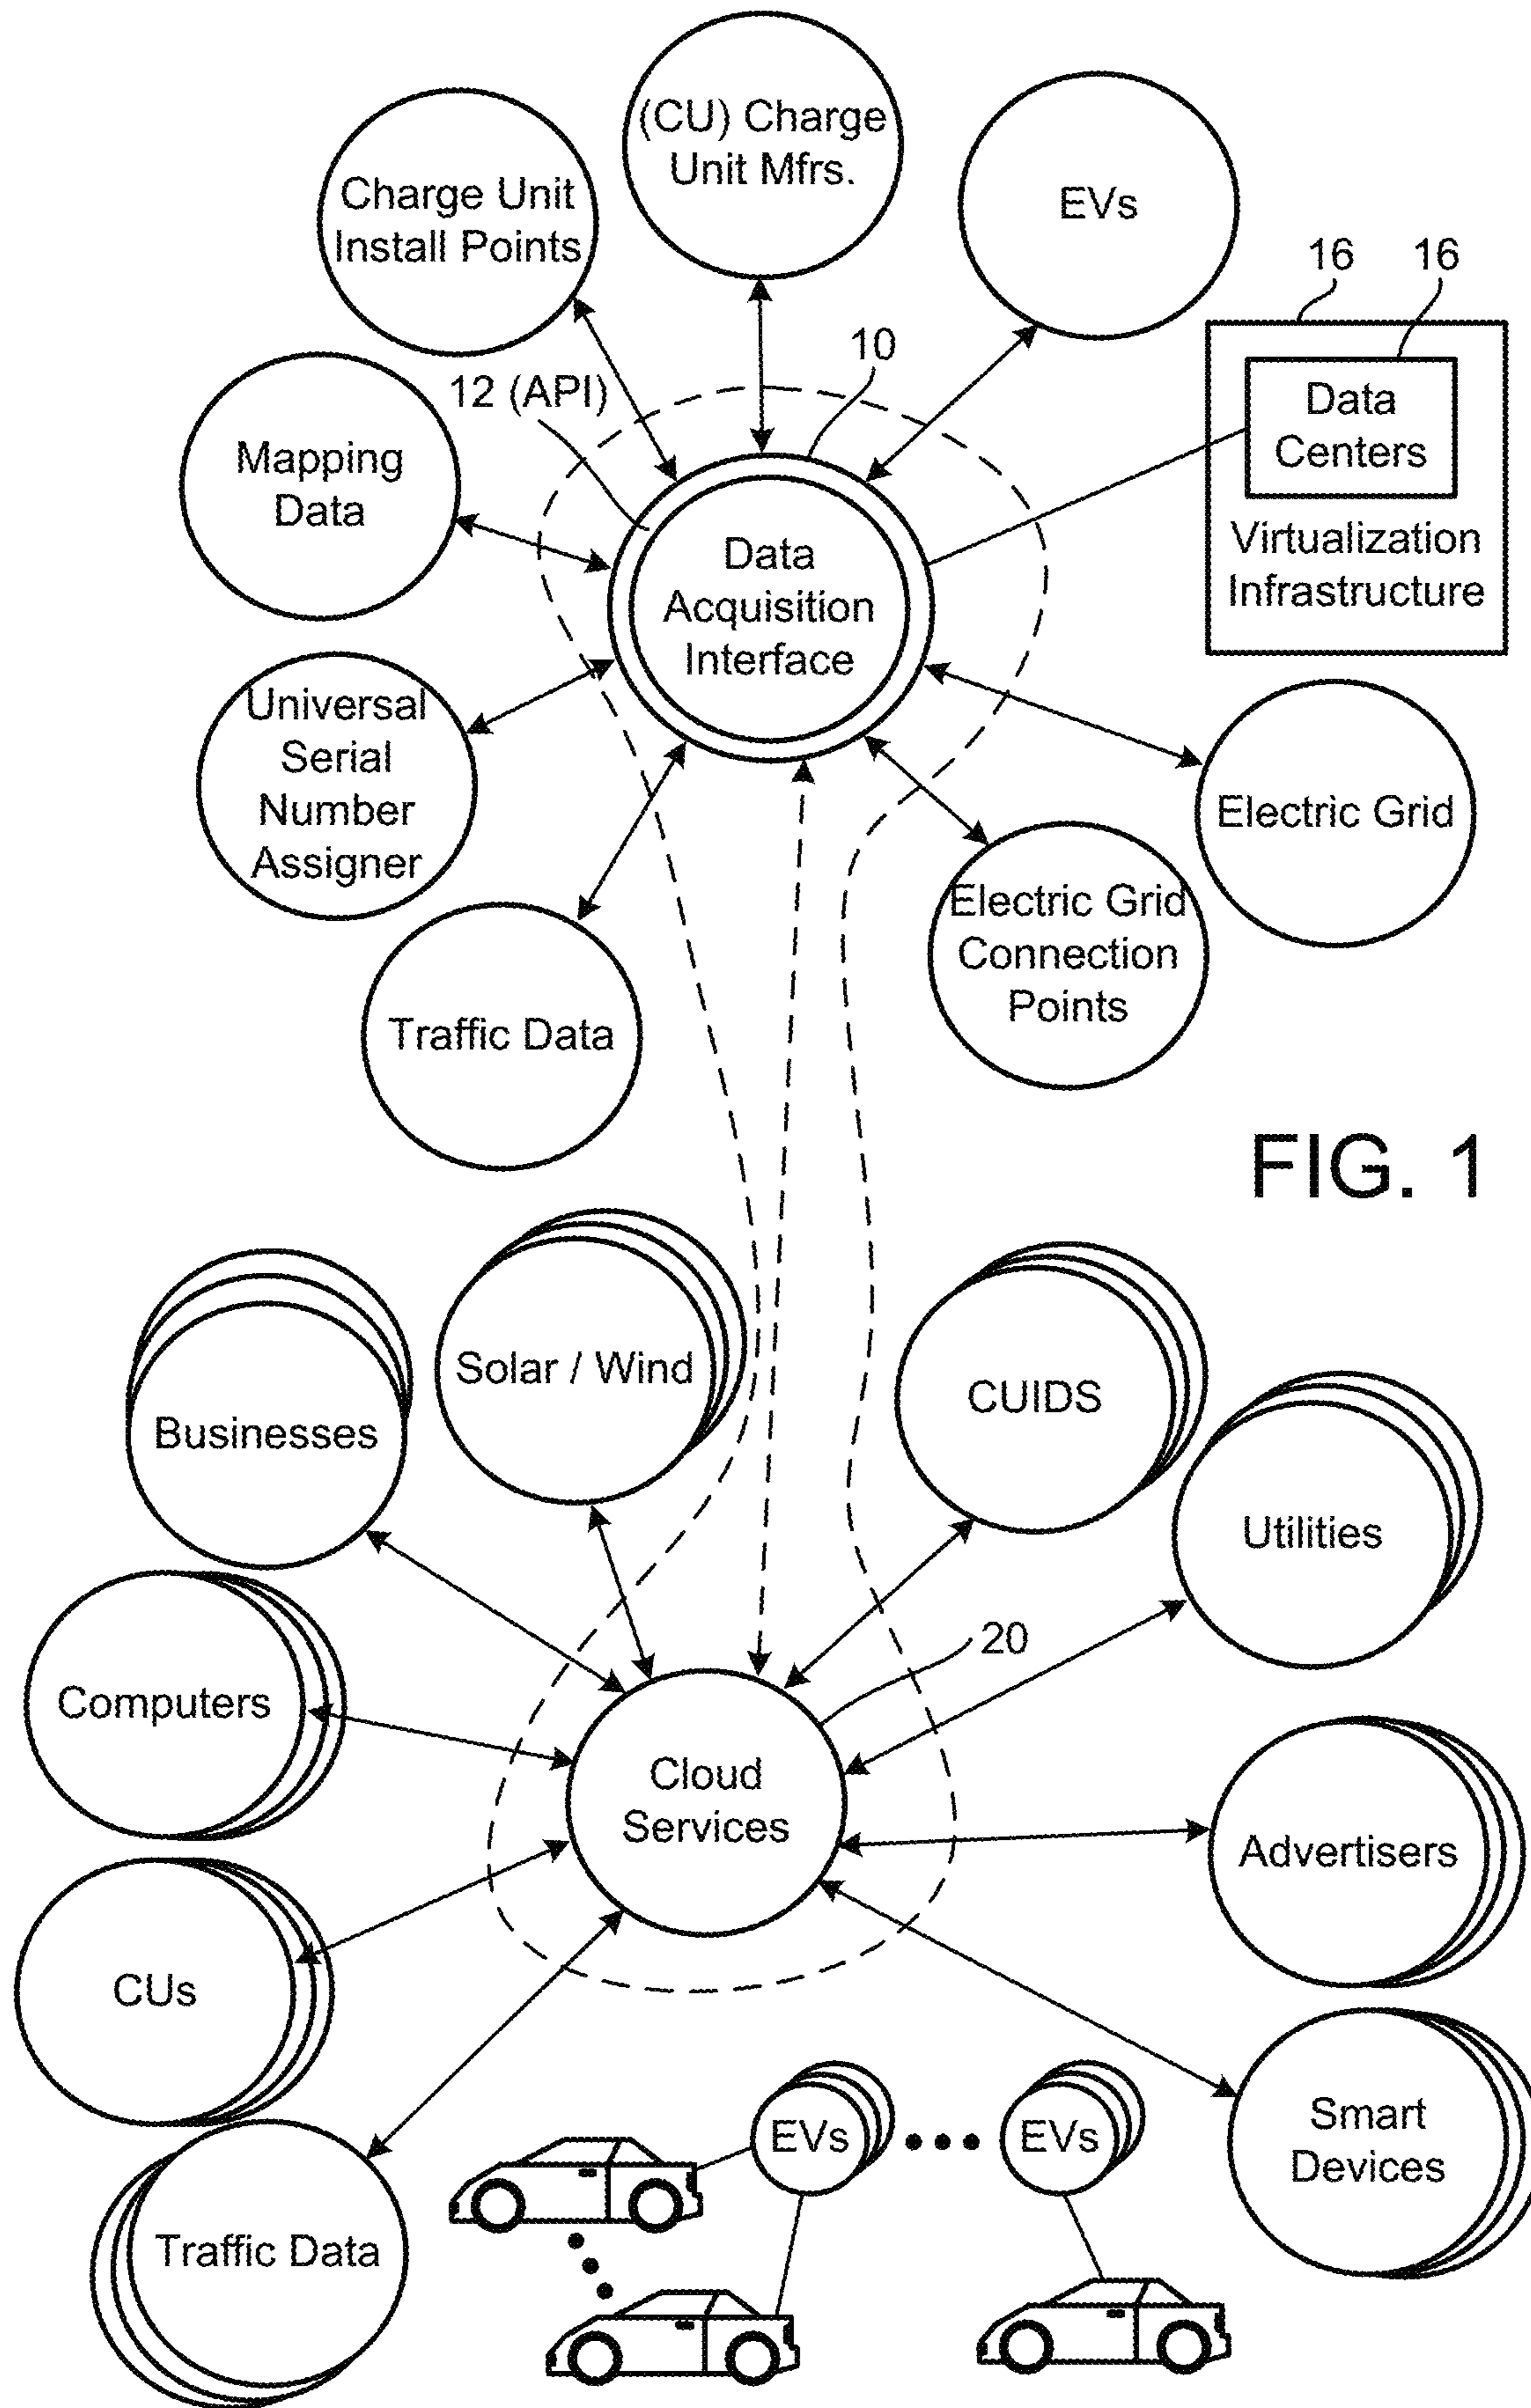 (CU) Charge
Unit Mfrs.
Charge Unit
Install Points
EVs
16
16
10
12 (API)
Data
Centers
Virtualization
Infrastructure
Mapping
Data
Data
Acquisition
Interface
Universal
Serial
Number
Assigner
Electric Grid
Electric Grid
Connection
Points
Traffic Data
FIG. 1
Solar / Wind
CUIDS
Businesses
Utilities
20
Computers
Cloud
Services
Advertisers
CUs
Smart
Devices
EVs
EVs
Traffic Data